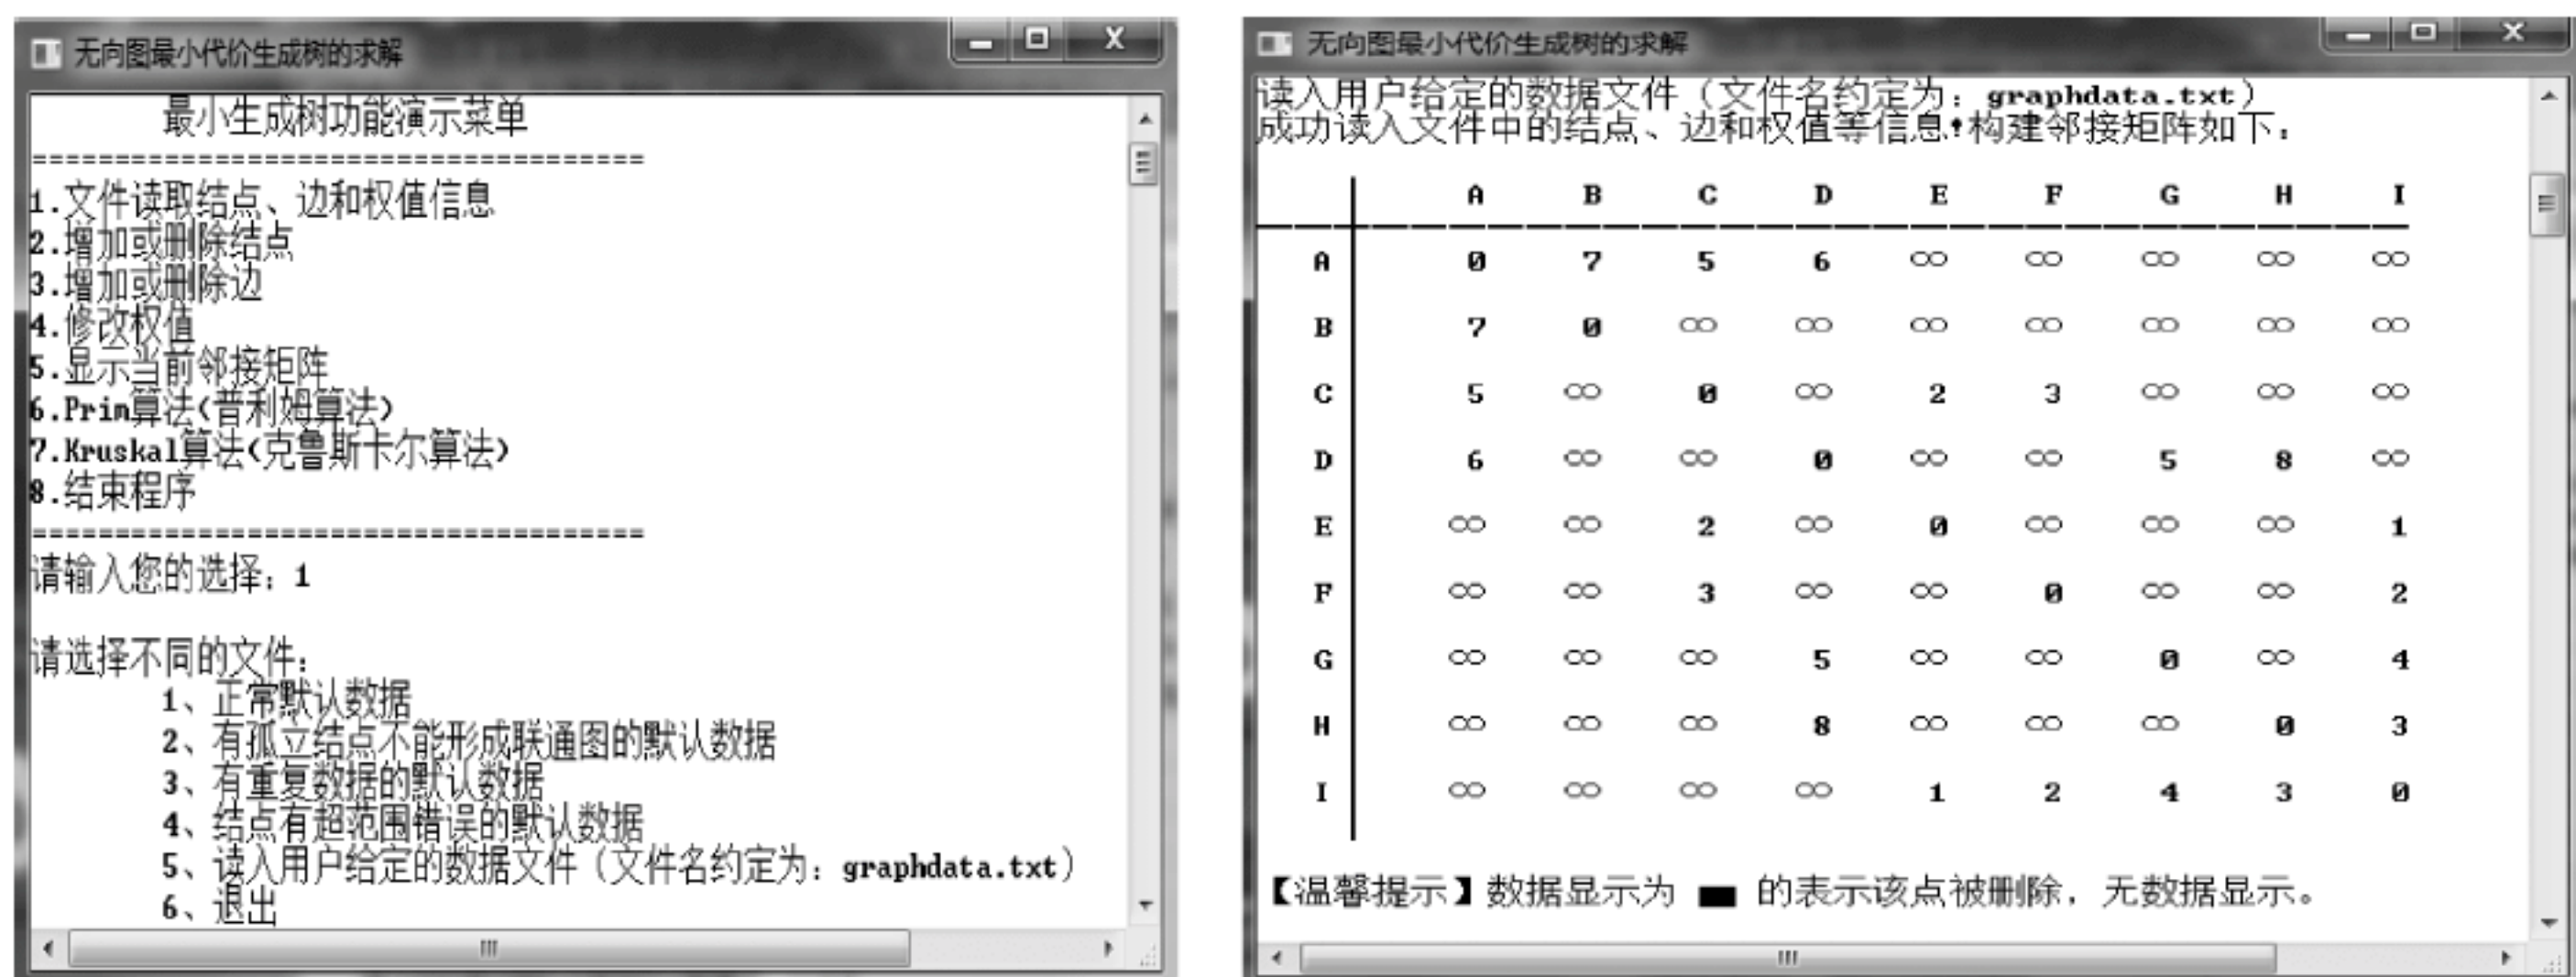 无向图最小代价生成树的求解
最小生成树功能演示菜单
=====================================
1.文件读取结点、边和权值信息
2.增加或删除结点
3.增加或删除边
4.修改权值
5.显示当前邻接矩阵
6.Prim算法(普利姆算法)
7.Kruskal算法(克鲁斯卡尔算法)
8.结束程序
=====================================
请输入您的选择：1
请选择不同的文件：
1、正常默认数据
2、有孤立结点不能形成联通图的默认数据
3、有重复数据的默认数据
4、结点有超范围错误的默认数据
5、读入用户给定的数据文件（文件名约定为：graphdata.txt）
6、退出
无向图最小代价生成树的求解
读入用户给定的数据文件（文件名约定为：graphdata.txt）
成功读入文件中的结点、边和权值等信息!构建邻接矩阵如下：
A B C D E F G H I
A 0 7 5 6 ∞ ∞ ∞ ∞ ∞
B 7 0 ∞ ∞ ∞ ∞ ∞ ∞ ∞
C 5 ∞ 0 ∞ 2 3 ∞ ∞ ∞
D 6 ∞ ∞ 0 ∞ ∞ 5 8 ∞
E ∞ ∞ 2 ∞ 0 ∞ ∞ ∞ 1
F ∞ ∞ 3 ∞ ∞ 0 ∞ ∞ 2
G ∞ ∞ ∞ 5 ∞ ∞ 0 ∞ 4
H ∞ ∞ ∞ 8 ∞ ∞ ∞ 0 3
I ∞ ∞ ∞ ∞ 1 2 4 3 0
【温馨提示】数据显示为 ■ 的表示该点被删除，无数据显示。